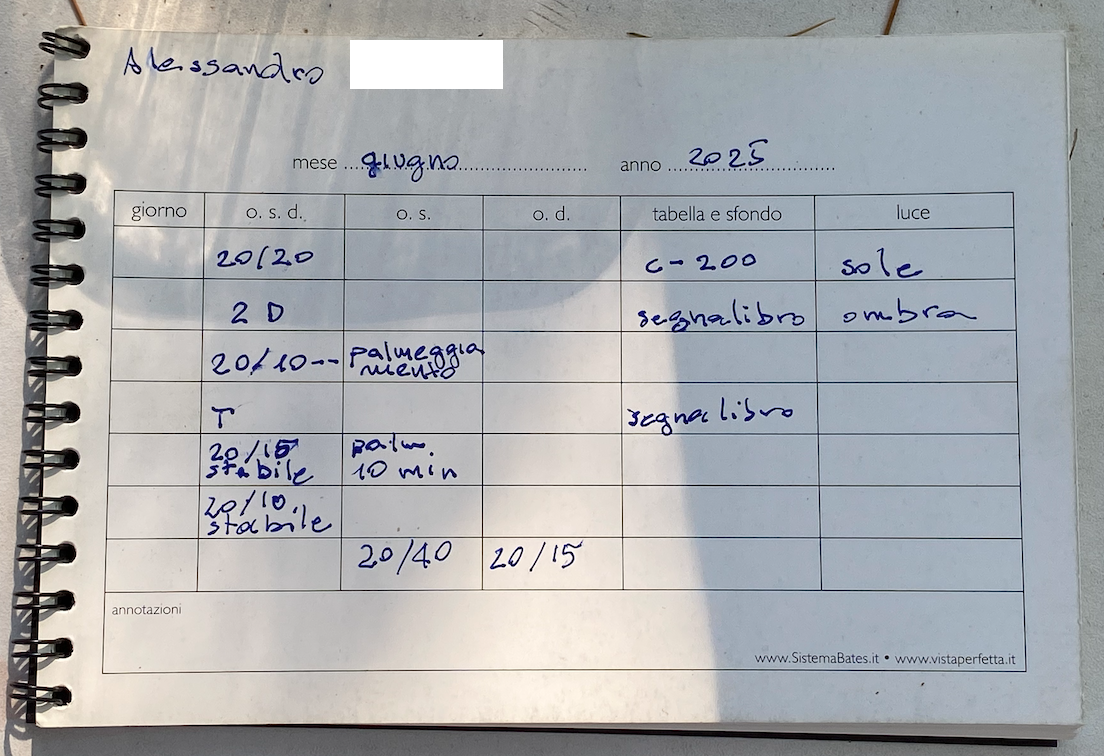 Alessandro
mese giugno anno 2025
giorno o. s. d. o. s. o. d. tabella e sfondo luce
20/20 c-200 sole
2 D segnalibro ombra
20/10-- palmeggia
miento
T segnalibro
20/15 palm.
stabile 10 min
20/10.
stabile
20/40 20/15
annotazioni
www.SistemaBates.it • www.vistaperfetta.it